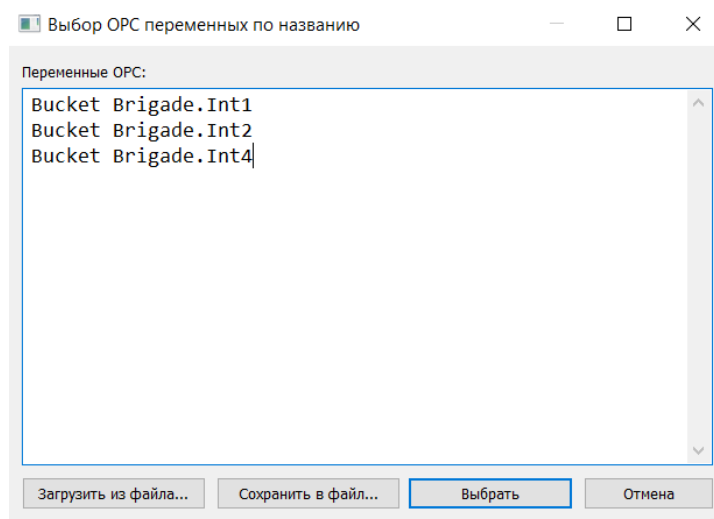 Выбор OPC переменных по названию
Переменные OPC:
Bucket Brigade.Int1
Bucket Brigade.Int2
Bucket Brigade.Int4
Загрузить из файла... Сохранить в файл... Выбрать Отмена